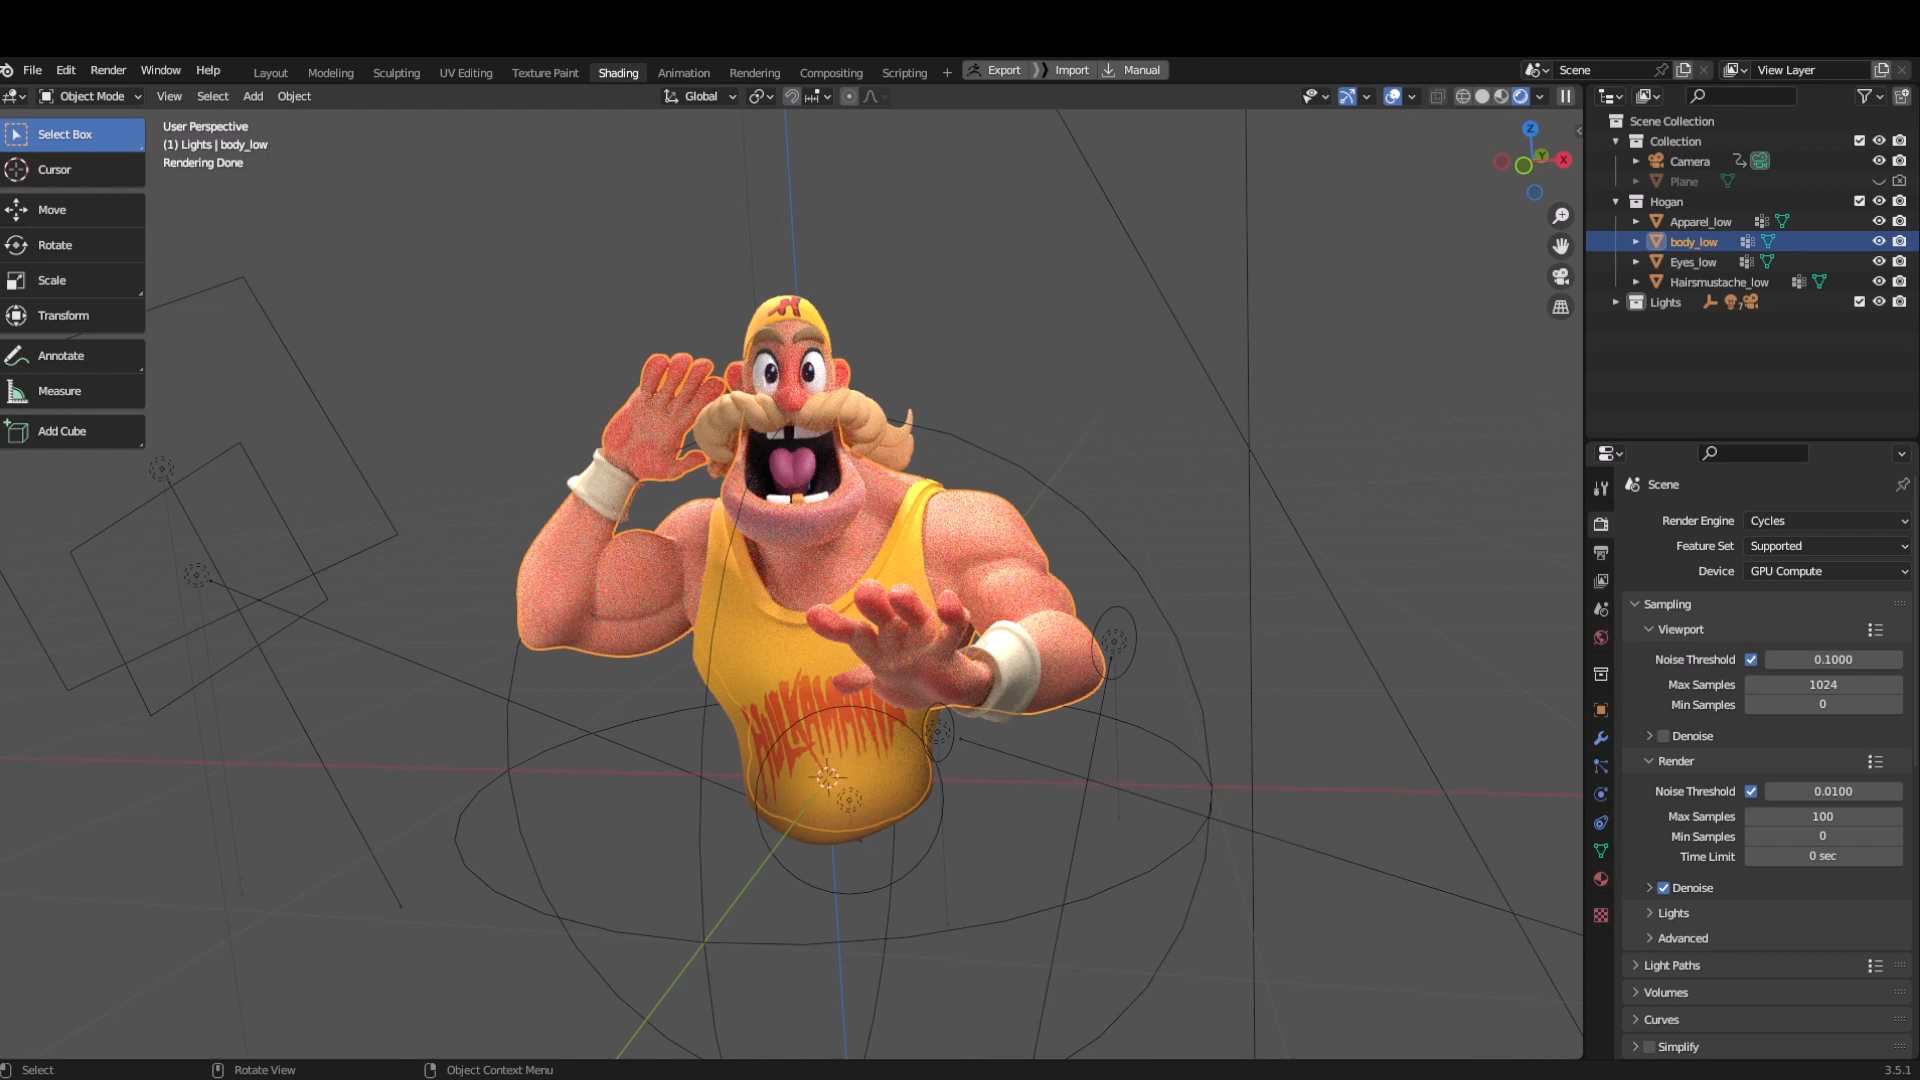 File Edit Render Window Help
Layout Modeling Sculpting UV Editing Texture Paint Shading Animation Rendering Compositing Scripting + Export Import Manual
Scene
View Layer
Object Mode View Select Add Object
Global
Select Box
Cursor
Move
Rotate
Scale
Transform
Annotate
Measure
Add Cube
User Perspective
(1) Lights | body_low
Rendering Done
Z
Y
X
H
HULKAMANIA
Scene Collection
Collection
Camera
Plane
Hogan
Apparel_low
body_low
Eyes_low
Hairsmustache_low
Lights 7
Scene
Render Engine Cycles
Feature Set Supported
Device GPU Compute
Sampling
Viewport
Noise Threshold 0.1000
Max Samples 1024
Min Samples 0
Denoise
Render
Noise Threshold 0.0100
Max Samples 100
Min Samples 0
Time Limit 0 sec
Denoise
Lights
Advanced
Light Paths
Volumes
Curves
Simplify
Select Rotate View Object Context Menu
3.5.1